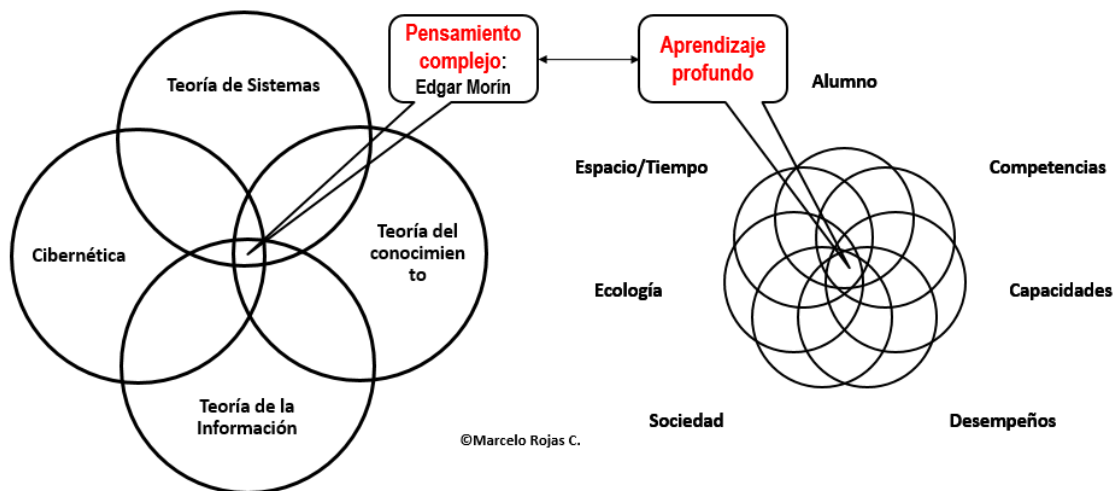 Teoría de Sistemas
Cibernética
Teoría del
conocimien
to
Teoría de la
Información
Pensamiento
complejo:
Edgar Morín
Aprendizaje
profundo
Alumno
Espacio/Tiempo
Competencias
Ecología
Capacidades
Sociedad
Desempeños
©Marcelo Rojas C.